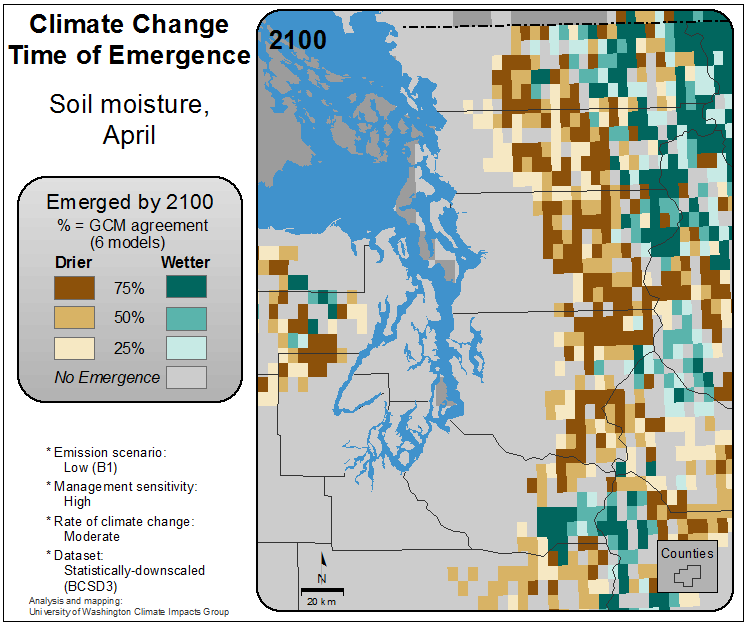 Climate Change
Time of Emergence
Soil moisture,
April
Emerged by 2100
% = GCM agreement
(6 models)
Drier Wetter
75%
50%
25%
No Emergence
* Emission scenario:
Low (B1)
* Management sensitivity:
High
* Rate of climate change:
Moderate
* Dataset:
Statistically-downscaled
(BCSD3)
Analysis and mapping:
University of Washington Climate Impacts Group
2100
N
20 km
Counties